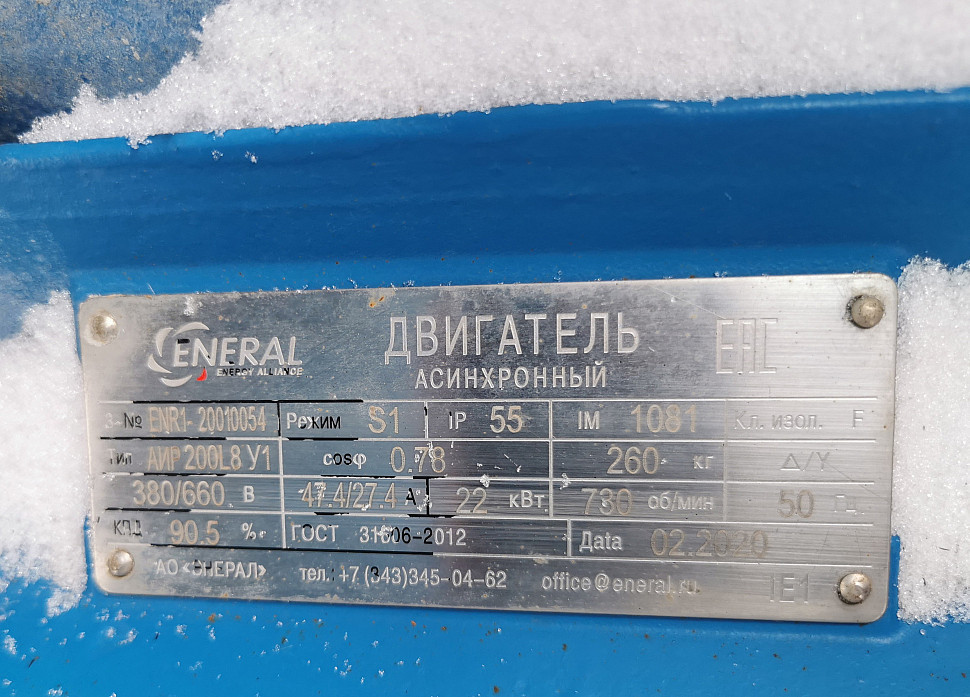 ENERAL
ENERGY ALLIANCE
ДВИГАТЕЛЬ
АСИНХРОННЫЙ
EAC
З-№ ENR1-20010054 Режим S1 IP 55 IM 1081 Кл. изол. F
Тип АИР 200L8 У1 cosφ 0.78 260 кг Δ/Y
380/660 В 47.4/27.4 А 22 кВт 730 об/мин 50 Гц
КПД 90.5 % ГОСТ 31606-2012 Дата 02.2020
АО «ЭНЕРАЛ» тел.: +7 (343)345-04-62 office@eneral.ru IE1